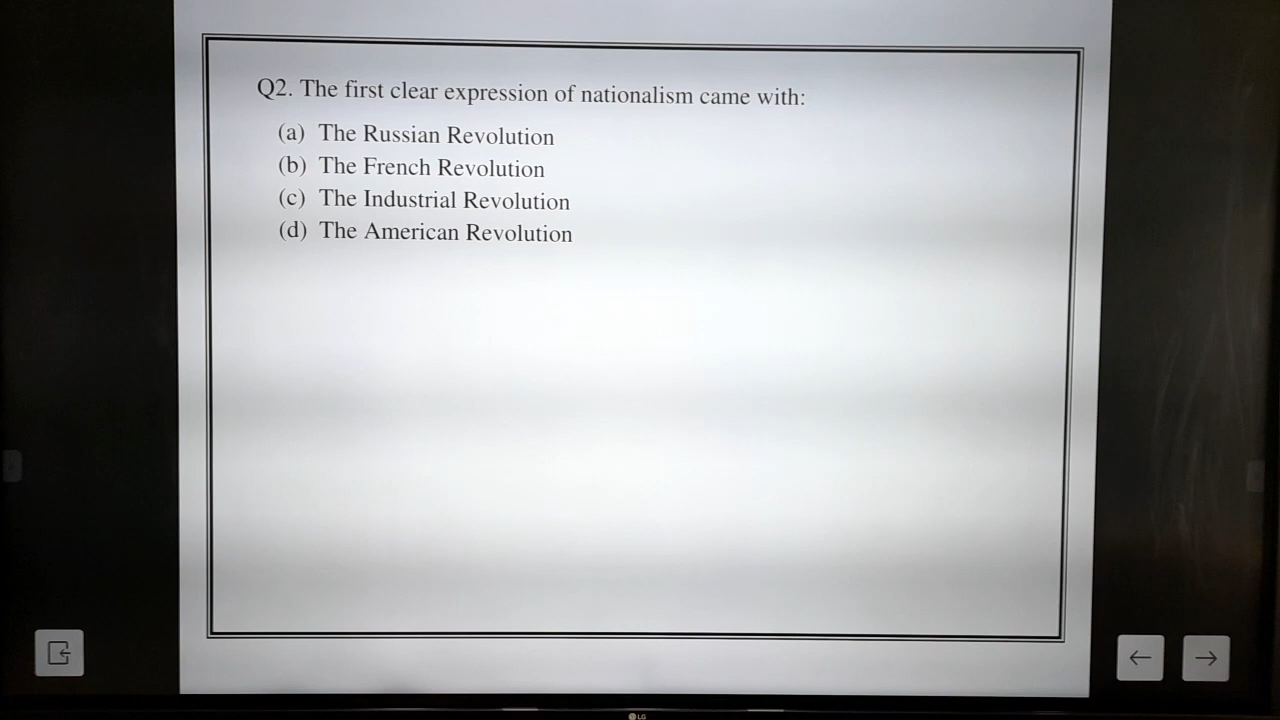 Q2. The first clear expression of nationalism came with:
(a) The Russian Revolution
(b) The French Revolution
(c) The Industrial Revolution
(d) The American Revolution
LG